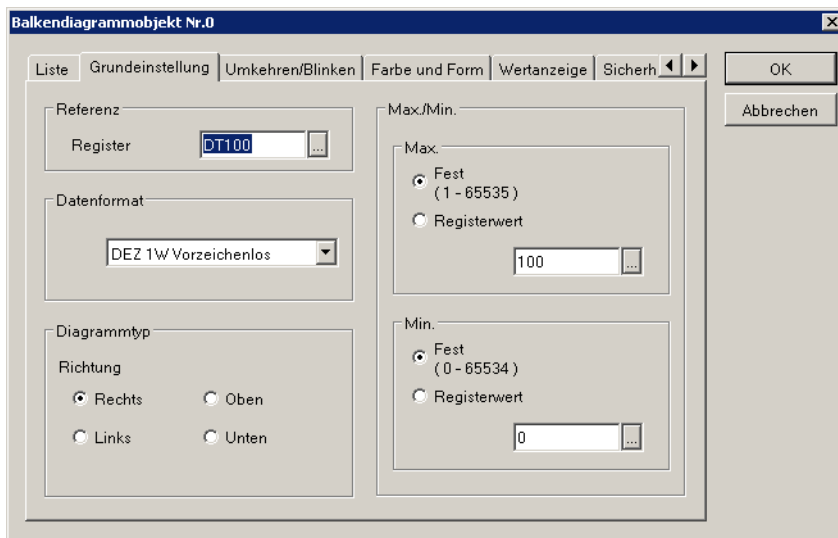 Balkendiagrammobjekt Nr.0
Liste Grundeinstellung Umkehren/Blinken Farbe und Form Wertanzeige Sicherh
OK
Abbrechen
Referenz
Register DT100 ...
Datenformat
DEZ 1W Vorzeichenlos
Diagrammtyp
Richtung
Rechts Oben
Links Unten
Max./Min.
Max.
Fest
( 1 - 65535 )
Registerwert
100 ...
Min.
Fest
( 0 - 65534 )
Registerwert
0 ...